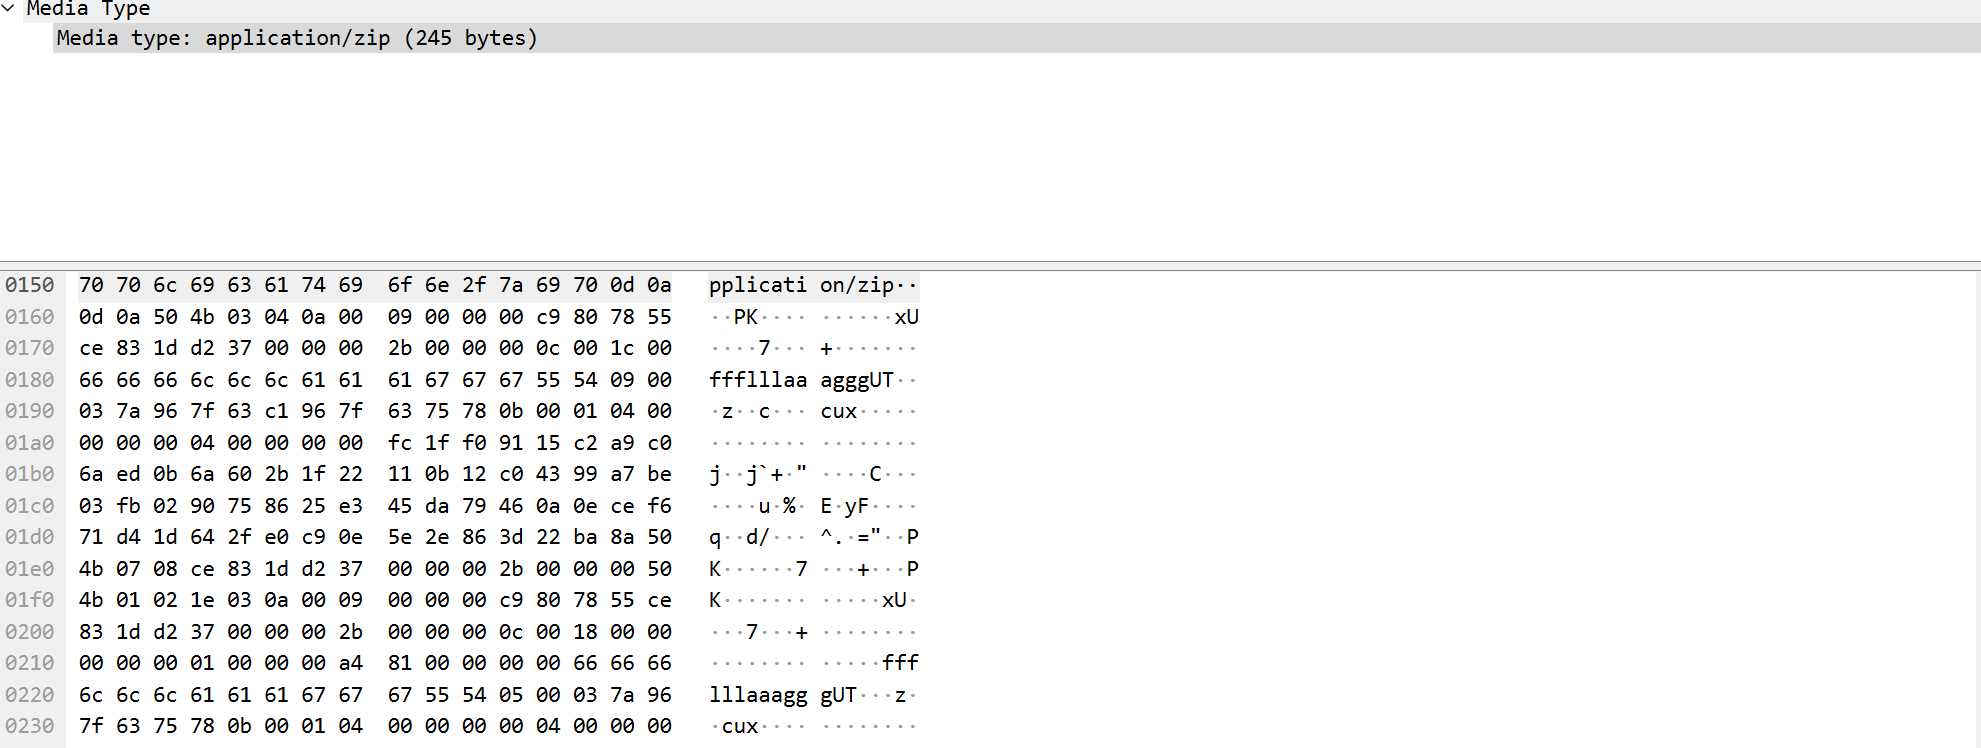 Media Type
Media type: application/zip (245 bytes)
0150 70 70 6c 69 63 61 74 69 6f 6e 2f 7a 69 70 0d 0a pplicati on/zip··
0160 0d 0a 50 4b 03 04 0a 00 09 00 00 00 c9 80 78 55 ··PK···· ······xU
0170 ce 83 1d d2 37 00 00 00 2b 00 00 00 0c 00 1c 00 ····7··· +·······
0180 66 66 66 6c 6c 6c 61 61 61 67 67 67 55 54 09 00 ffflllaa agggUT··
0190 03 7a 96 7f 63 c1 96 7f 63 75 78 0b 00 01 04 00 ·z··c··· cux·····
01a0 00 00 00 04 00 00 00 00 fc 1f f0 91 15 c2 a9 c0 ········ ········
01b0 6a ed 0b 6a 60 2b 1f 22 11 0b 12 c0 43 99 a7 be j··j`+·" ····C···
01c0 03 fb 02 90 75 86 25 e3 45 da 79 46 0a 0e ce f6 ····u·%· E·yF····
01d0 71 d4 1d 64 2f e0 c9 0e 5e 2e 86 3d 22 ba 8a 50 q··d/··· ^.·="··P
01e0 4b 07 08 ce 83 1d d2 37 00 00 00 2b 00 00 00 50 K······7 ···+···P
01f0 4b 01 02 1e 03 0a 00 09 00 00 00 c9 80 78 55 ce K······· ·····xU·
0200 83 1d d2 37 00 00 00 2b 00 00 00 0c 00 18 00 00 ···7···+ ········
0210 00 00 00 01 00 00 00 a4 81 00 00 00 00 66 66 66 ········ ·····fff
0220 6c 6c 6c 61 61 61 67 67 67 55 54 05 00 03 7a 96 lllaaagg gUT···z·
0230 7f 63 75 78 0b 00 01 04 00 00 00 00 04 00 00 00 ·cux···· ········